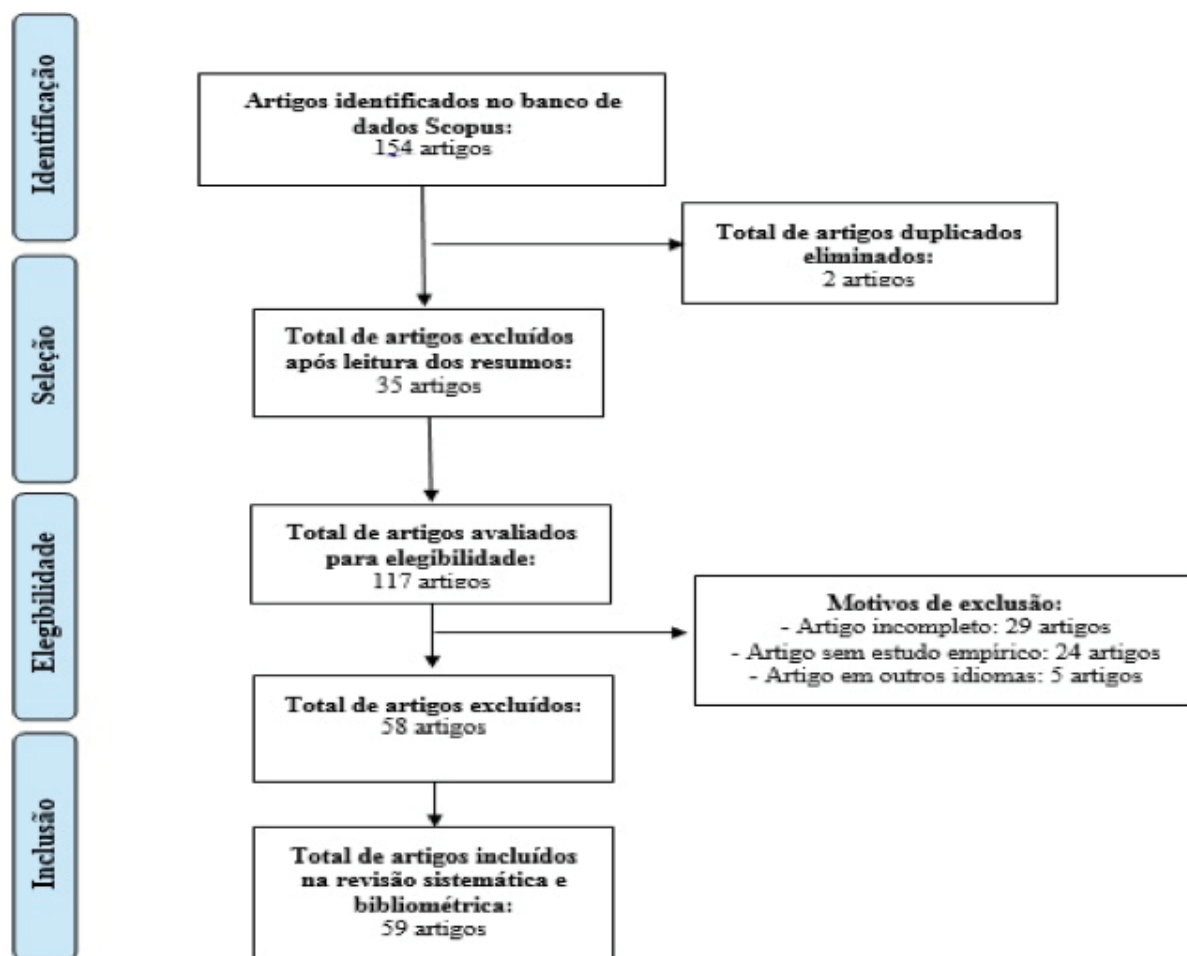 Identificação
Artigos identificados no banco de
dados Scopus:
154 artigos
Total de artigos duplicados
eliminados:
2 artigos
Seleção
Total de artigos excluídos
após leitura dos resumos:
35 artigos
Elegibilidade
Total de artigos avaliados
para elegibilidade:
117 artigos
Motivos de exclusão:
- Artigo incompleto: 29 artigos
- Artigo sem estudo empírico: 24 artigos
- Artigo em outros idiomas: 5 artigos
Total de artigos excluídos:
58 artigos
Inclusão
Total de artigos incluídos
na revisão sistemática e
bibliométrica:
59 artigos